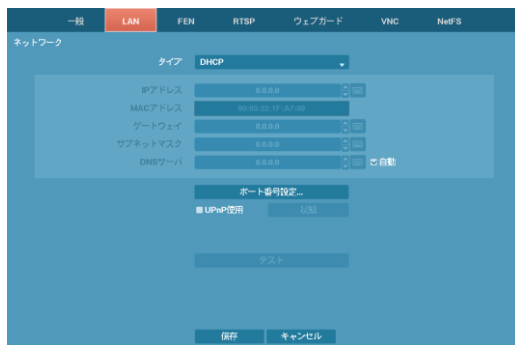 一般 LAN FEN RTSP ウェブガード VNC NetFS
ネットワーク
タイプ DHCP
IPアドレス 0.0.0.0
MACアドレス
ゲートウェイ 0.0.0.0
サブネットマスク 0.0.0.0
DNSサーバ 0.0.0.0 自動
ポート番号設定...
UPnP使用 状態
テスト
保存 キャンセル